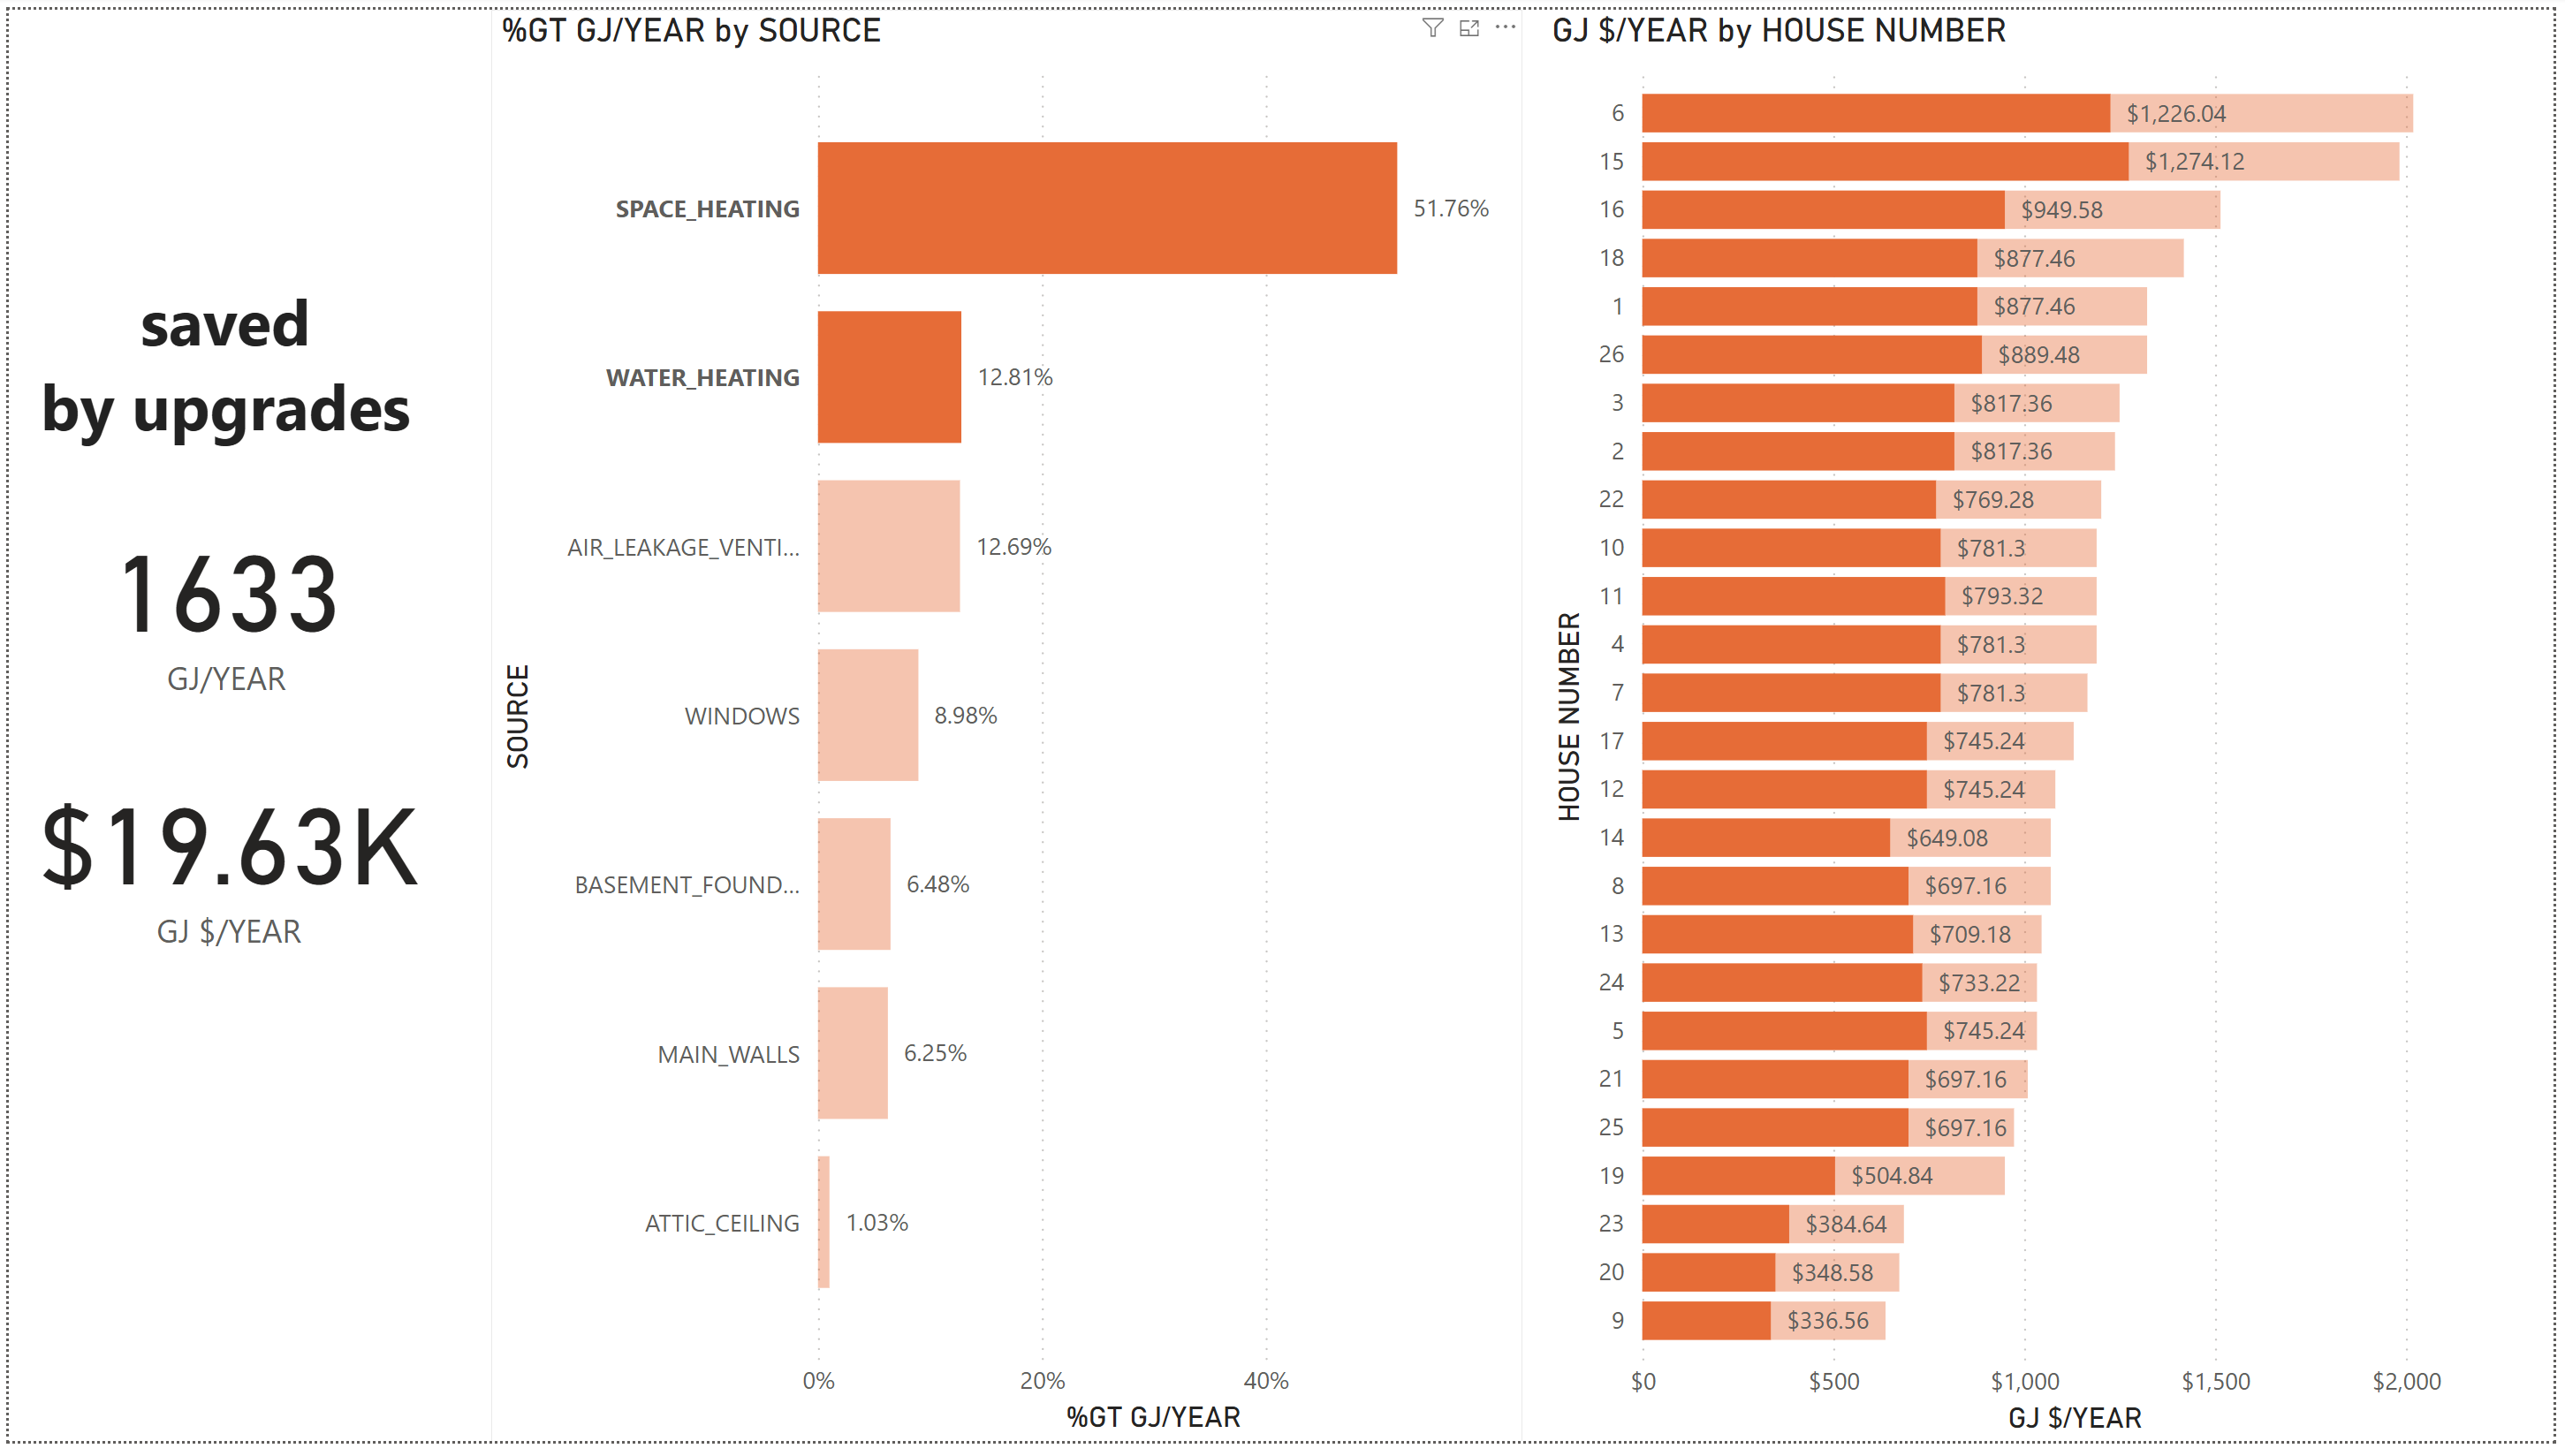 saved
by upgrades
1633
GJ/YEAR
$19.63K
GJ $/YEAR
%GT GJ/YEAR by SOURCE
SOURCE
SPACE_HEATING 51.76%
WATER_HEATING 12.81%
AIR_LEAKAGE_VENTI... 12.69%
WINDOWS 8.98%
BASEMENT_FOUND... 6.48%
MAIN_WALLS 6.25%
ATTIC_CEILING 1.03%
0% 20% 40%
%GT GJ/YEAR
GJ $/YEAR by HOUSE NUMBER
HOUSE NUMBER
6 $1,226.04
15 $1,274.12
16 $949.58
18 $877.46
1 $877.46
26 $889.48
3 $817.36
2 $817.36
22 $769.28
10 $781.3
11 $793.32
4 $781.3
7 $781.3
17 $745.24
12 $745.24
14 $649.08
8 $697.16
13 $709.18
24 $733.22
5 $745.24
21 $697.16
25 $697.16
19 $504.84
23 $384.64
20 $348.58
9 $336.56
$0 $500 $1,000 $1,500 $2,000
GJ $/YEAR